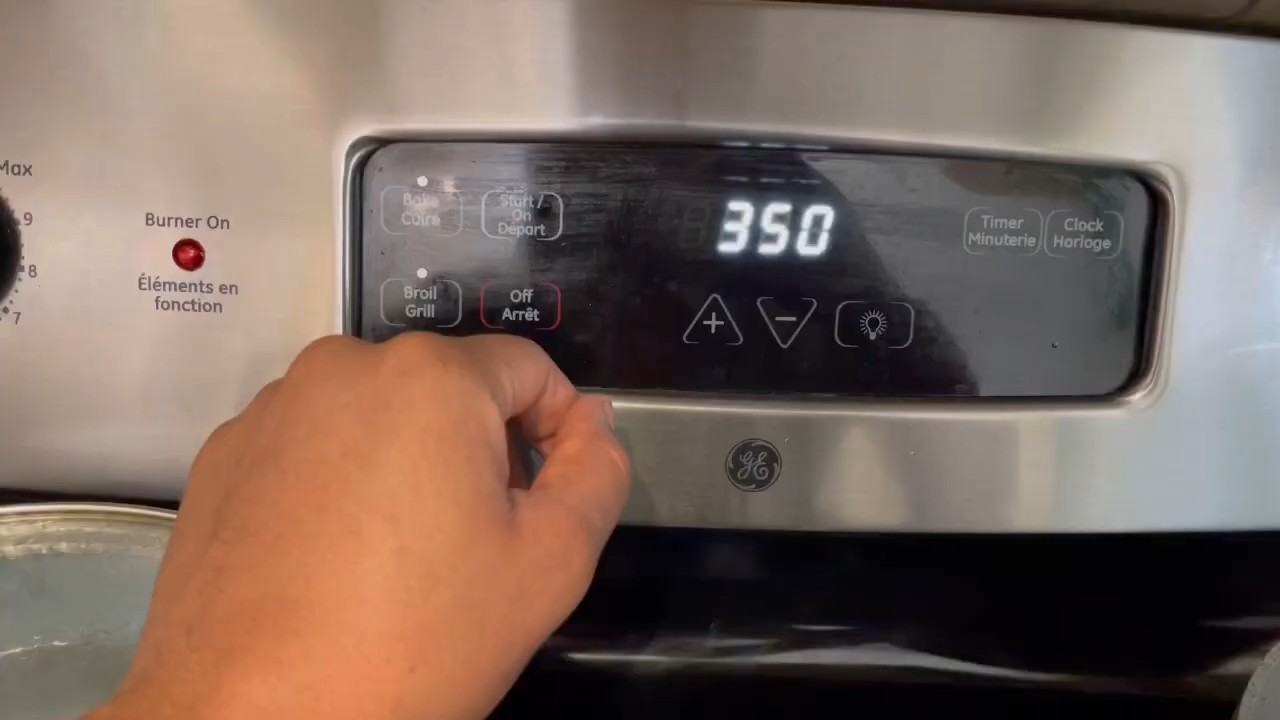 Max
9
8
7
Burner On
Éléments en
fonction
Bake
Cuire
Start /
On
Départ
350
Timer
Minuterie
Clock
Horloge
Broil
Grill
Off
Arrêt
+
-
GE